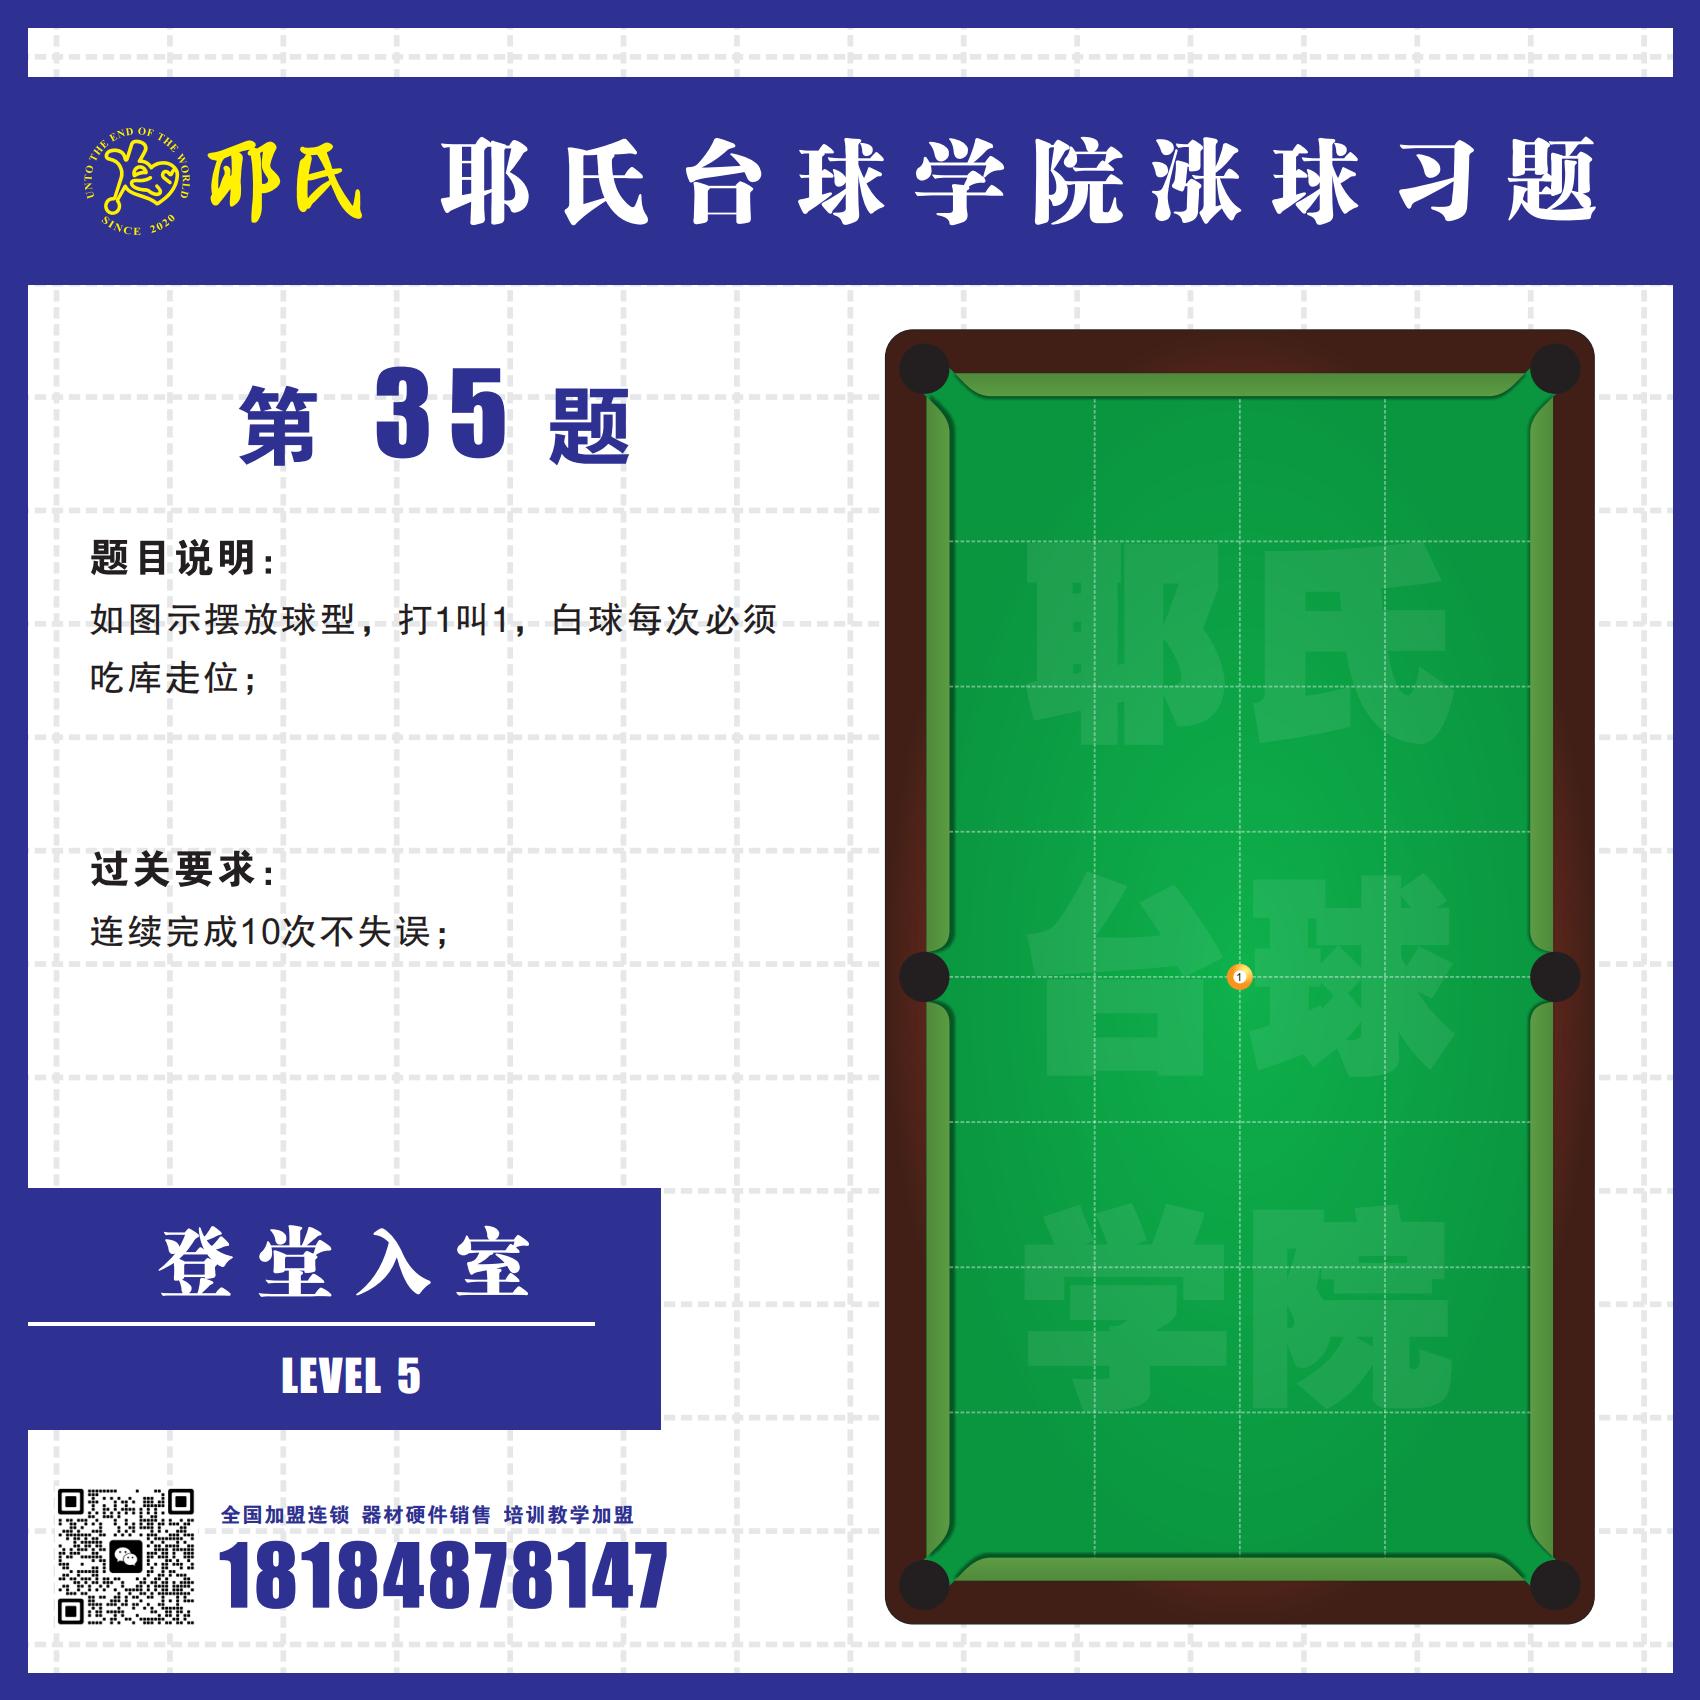 UNTO THE END OF THE WORLD
SINCE 2020
耶氏
耶氏台球学院涨球习题
第 35 题
题目说明：
如图示摆放球型，打1叫1，白球每次必须
吃库走位；
过关要求：
连续完成10次不失误；
耶氏
台球
1
学院
登堂入室
LEVEL 5
全国加盟连锁 器材硬件销售 培训教学加盟
18184878147